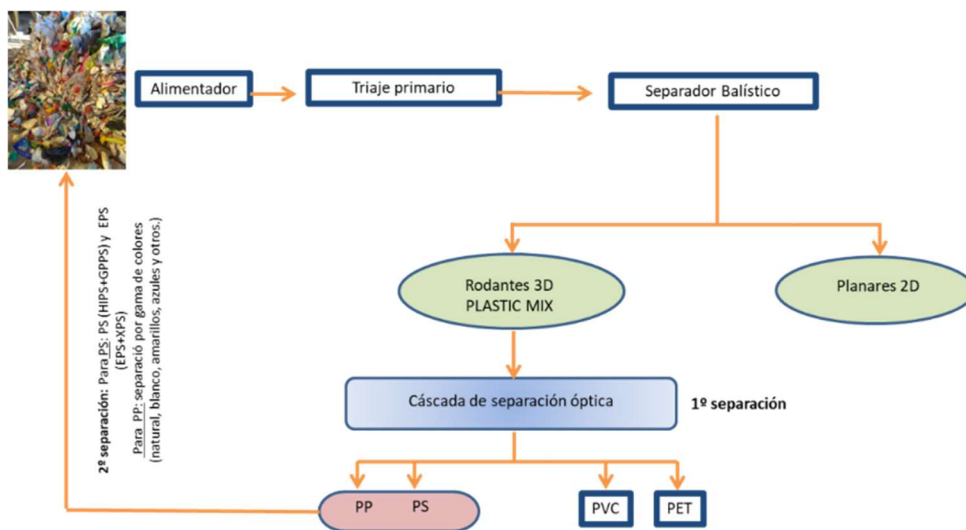 Alimentador
Triaje primario
Separador Balístico
Rodantes 3D
PLASTIC MIX
Planares 2D
Cáscada de separación óptica
1º separación
PP
PS
PVC
PET
2º separación: Para PS: PS (HIPS+GPPS) y EPS
(EPS+XPS)
Para PP: separació por gama de colores
(natural, blanco, amarillos, azules y otros.)